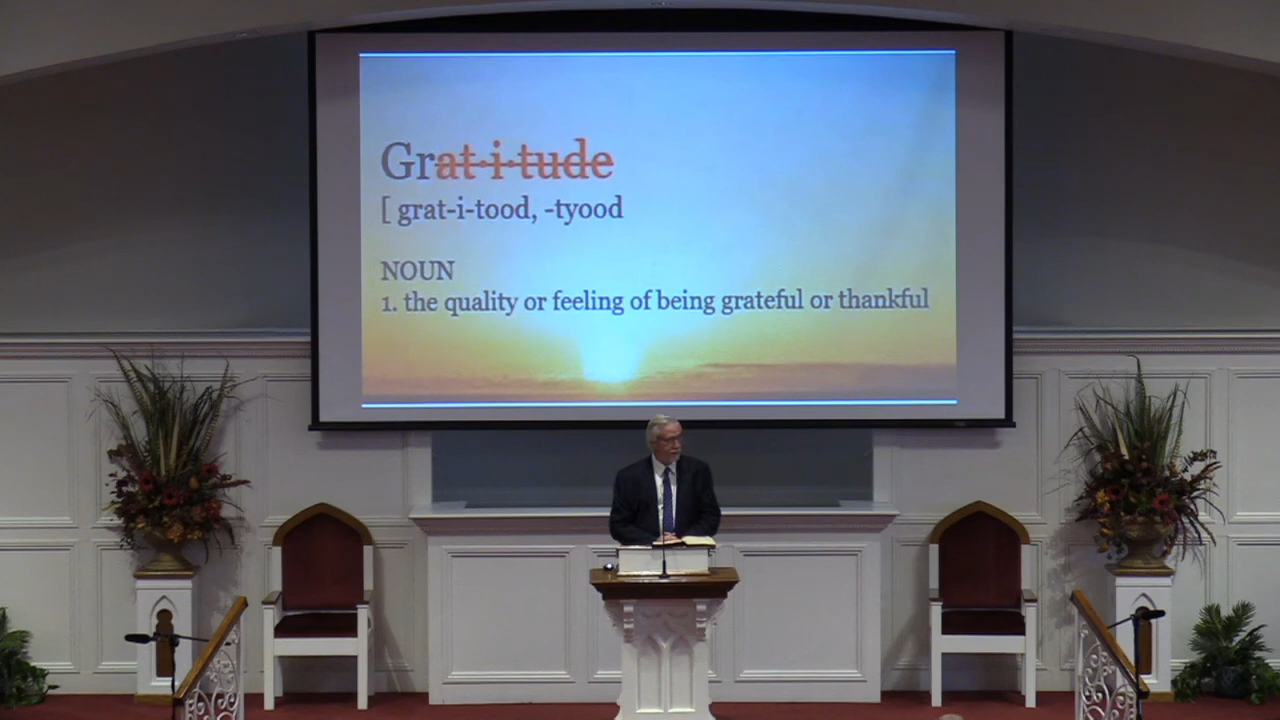 Grat·i·tude
[ grat-i-tood, -tyood
NOUN
1. the quality or feeling of being grateful or thankful